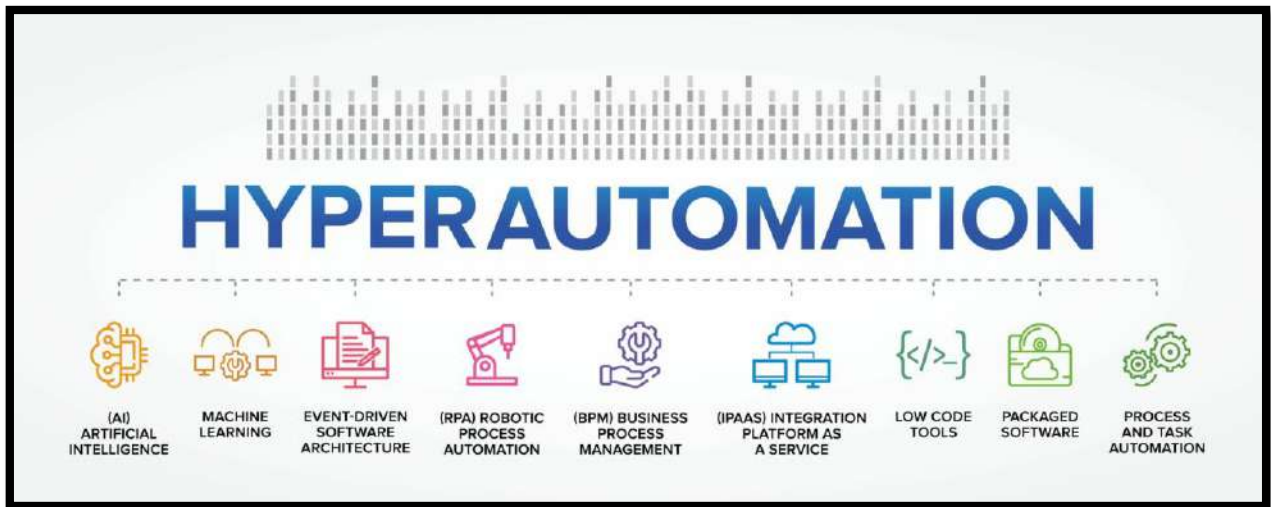 HYPERAUTOMATION
(AI)
ARTIFICIAL
INTELLIGENCE
MACHINE
LEARNING
EVENT-DRIVEN
SOFTWARE
ARCHITECTURE
(RPA) ROBOTIC
PROCESS
AUTOMATION
(BPM) BUSINESS
PROCESS
MANAGEMENT
(IPAAS) INTEGRATION
PLATFORM AS
A SERVICE
</>_
LOW CODE
TOOLS
PACKAGED
SOFTWARE
PROCESS
AND TASK
AUTOMATION